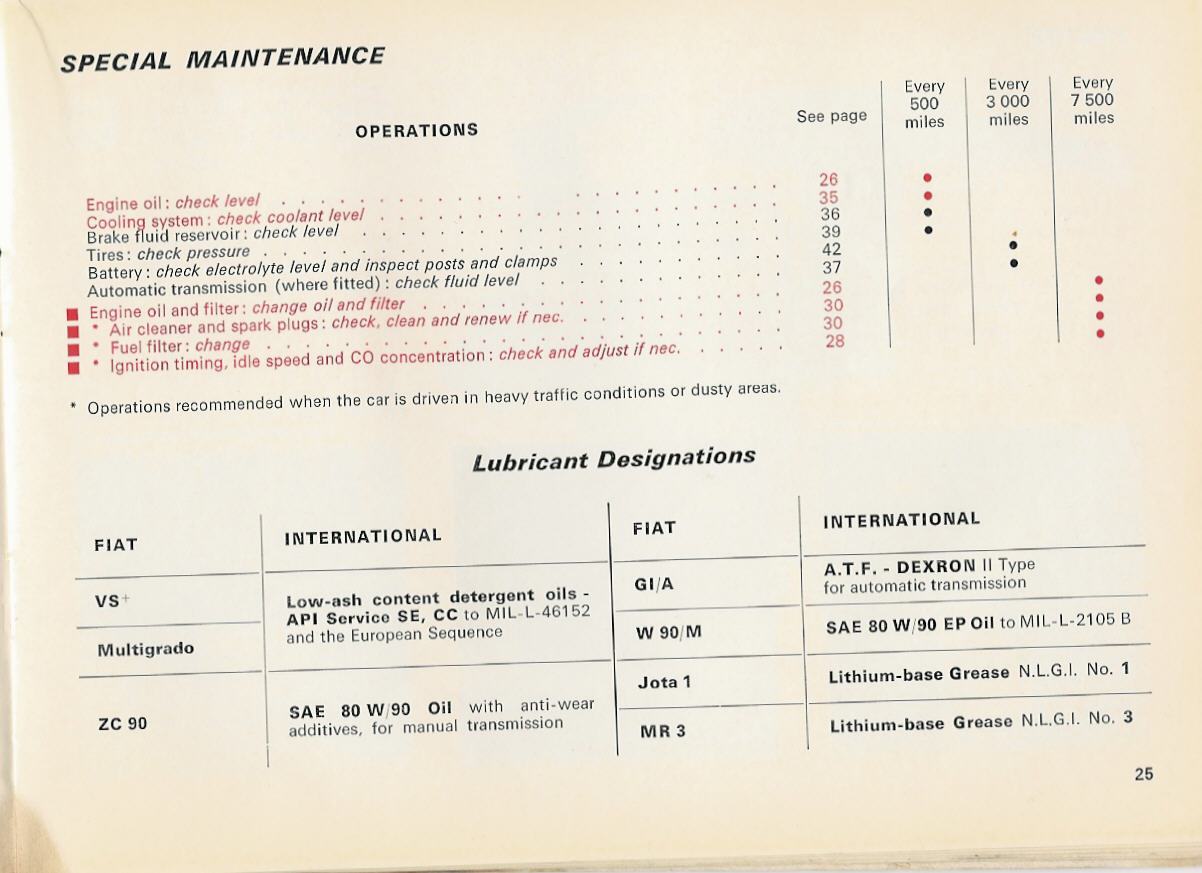 SPECIAL MAINTENANCE
OPERATIONS
See page
Every 500 miles
Every 3 000 miles
Every 7 500 miles
Engine oil : check level . . . 26 •
Cooling system : check coolant level . . . 35 •
Brake fluid reservoir : check level . . . 36 •
Tires : check pressure . . . 39 •
Battery : check electrolyte level and inspect posts and clamps . . . 42 •
Automatic transmission (where fitted) : check fluid level . . . 37 •
■ Engine oil and filter : change oil and filter . . . 26 •
■ * Air cleaner and spark plugs : check, clean and renew if nec. . . . 30 •
■ * Fuel filter : change . . . 30 •
■ * Ignition timing, idle speed and CO concentration : check and adjust if nec. . . . 28 •
* Operations recommended when the car is driven in heavy traffic conditions or dusty areas.
Lubricant Designations
FIAT
INTERNATIONAL
VS+
Multigrado
Low-ash content detergent oils -
API Service SE, CC to MIL-L-46152
and the European Sequence
ZC 90
SAE 80 W/90 Oil with anti-wear
additives, for manual transmission
FIAT
INTERNATIONAL
GI/A
A.T.F. - DEXRON II Type
for automatic transmission
W 90/M
SAE 80 W/90 EP Oil to MIL-L-2105 B
Jota 1
Lithium-base Grease N.L.G.I. No. 1
MR 3
Lithium-base Grease N.L.G.I. No. 3
25